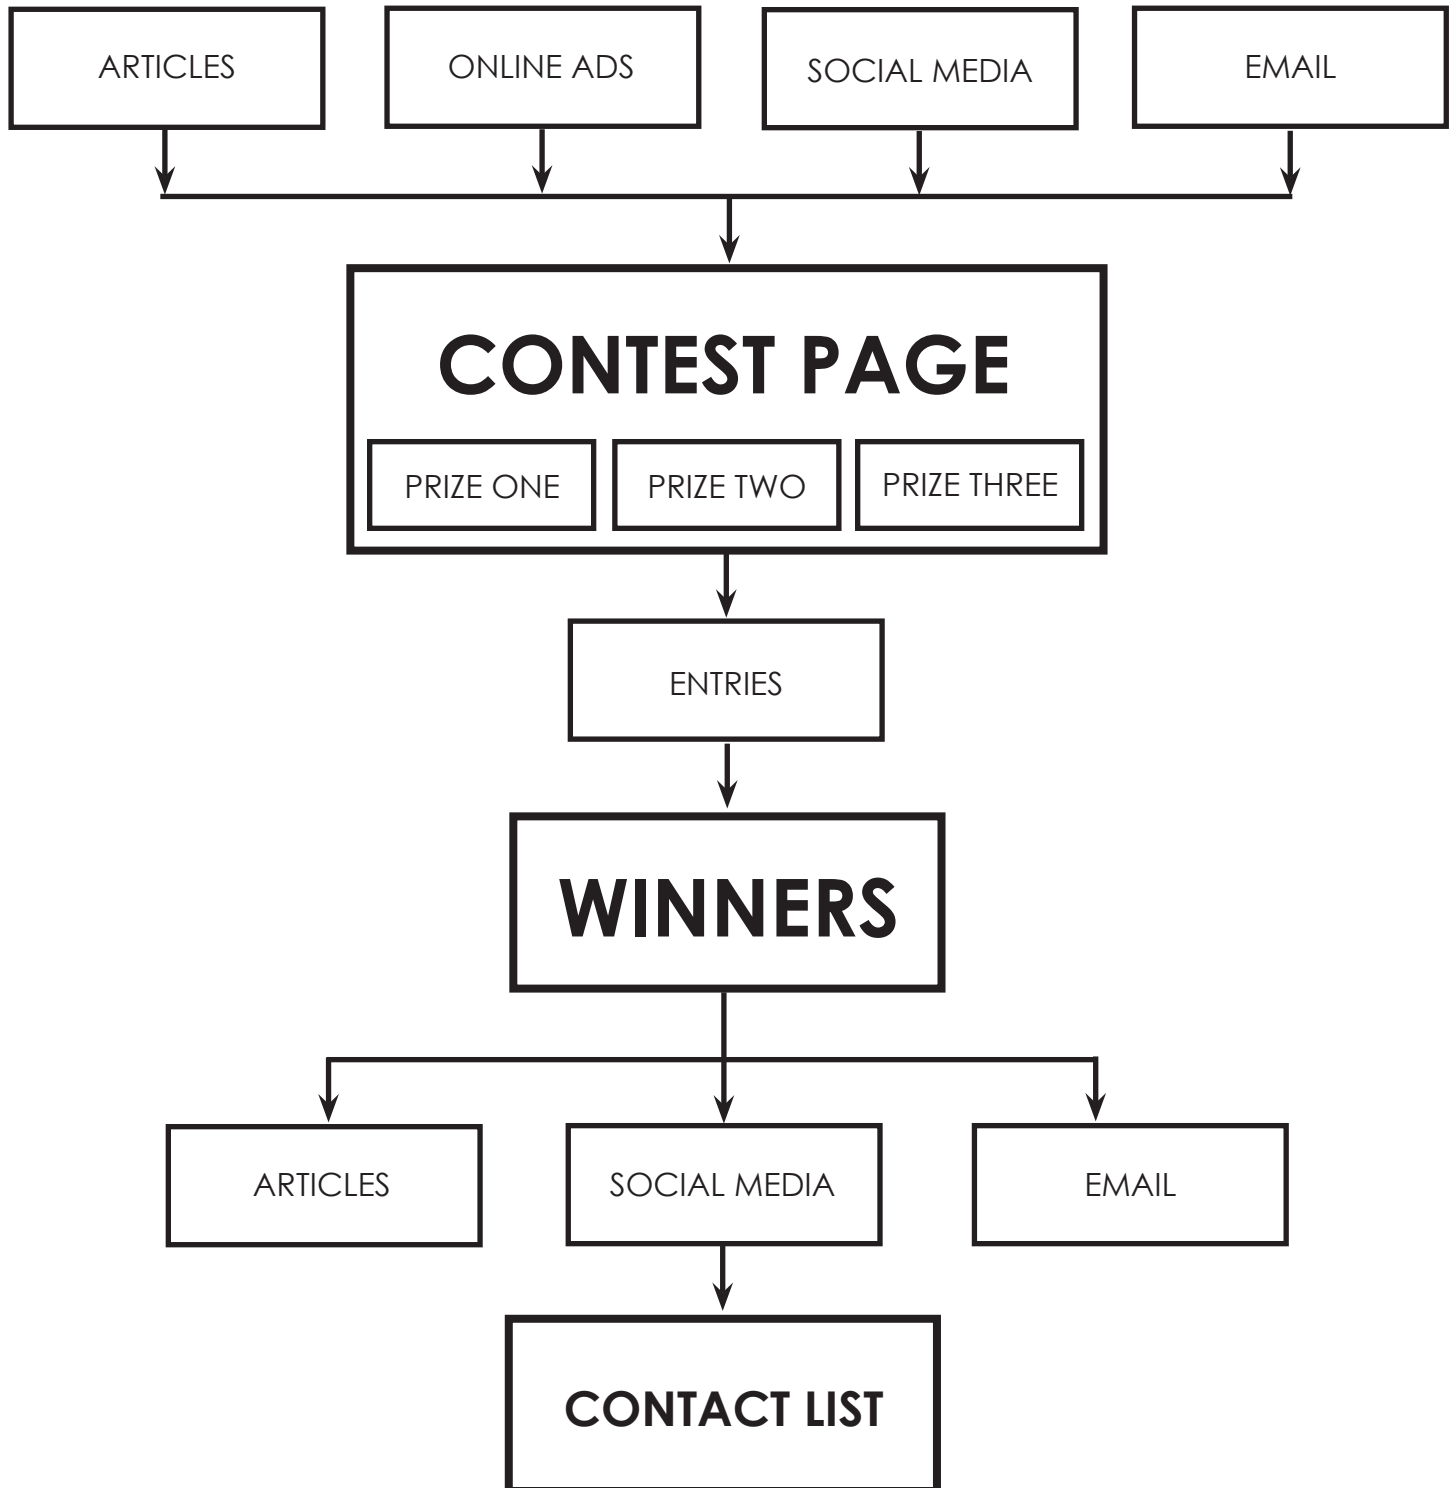 ARTICLES
ONLINE ADS
SOCIAL MEDIA
EMAIL
CONTEST PAGE
PRIZE ONE
PRIZE TWO
PRIZE THREE
ENTRIES
WINNERS
ARTICLES
SOCIAL MEDIA
EMAIL
CONTACT LIST